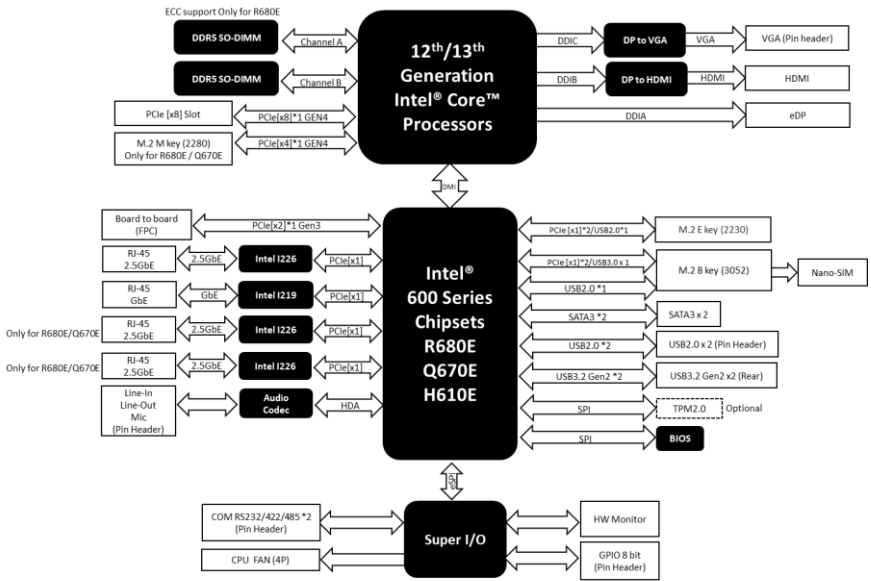 ECC support Only for R680E
DDR5 SO-DIMM
Channel A
DDR5 SO-DIMM
Channel B
PCIe [x8] Slot
PCIe[x8]*1 GEN4
M.2 M key (2280)
Only for R680E / Q670E
PCIe[x4]*1 GEN4
12th/13th
Generation
Intel® Core™
Processors
DDIC
DP to VGA
VGA
VGA (Pin header)
DDIB
DP to HDMI
HDMI
HDMI
DDIA
eDP
DMI
Board to board
(FPC)
PCIe[x2]*1 Gen3
RJ-45
2.5GbE
2.5GbE
Intel I226
PCIe[x1]
RJ-45
GbE
GbE
Intel I219
PCIe[x1]
Only for R680E/Q670E
RJ-45
2.5GbE
2.5GbE
Intel I226
PCIe[x1]
Only for R680E/Q670E
RJ-45
2.5GbE
2.5GbE
Intel I226
PCIe[x1]
Line-In
Line-Out
Mic
(Pin Header)
Audio
Codec
HDA
Intel®
600 Series
Chipsets
R680E
Q670E
H610E
PCIe [x1]*2/USB2.0*1
M.2 E key (2230)
PCIe [x1]*2/USB3.0 x 1
USB2.0 *1
M.2 B key (3052)
Nano-SIM
SATA3 *2
SATA3 x 2
USB2.0 *2
USB2.0 x 2 (Pin Header)
USB3.2 Gen2 *2
USB3.2 Gen2 x2 (Rear)
SPI
TPM2.0
Optional
SPI
BIOS
eSPI
COM RS232/422/485 *2
(Pin Header)
CPU FAN (4P)
Super I/O
HW Monitor
GPIO 8 bit
(Pin Header)